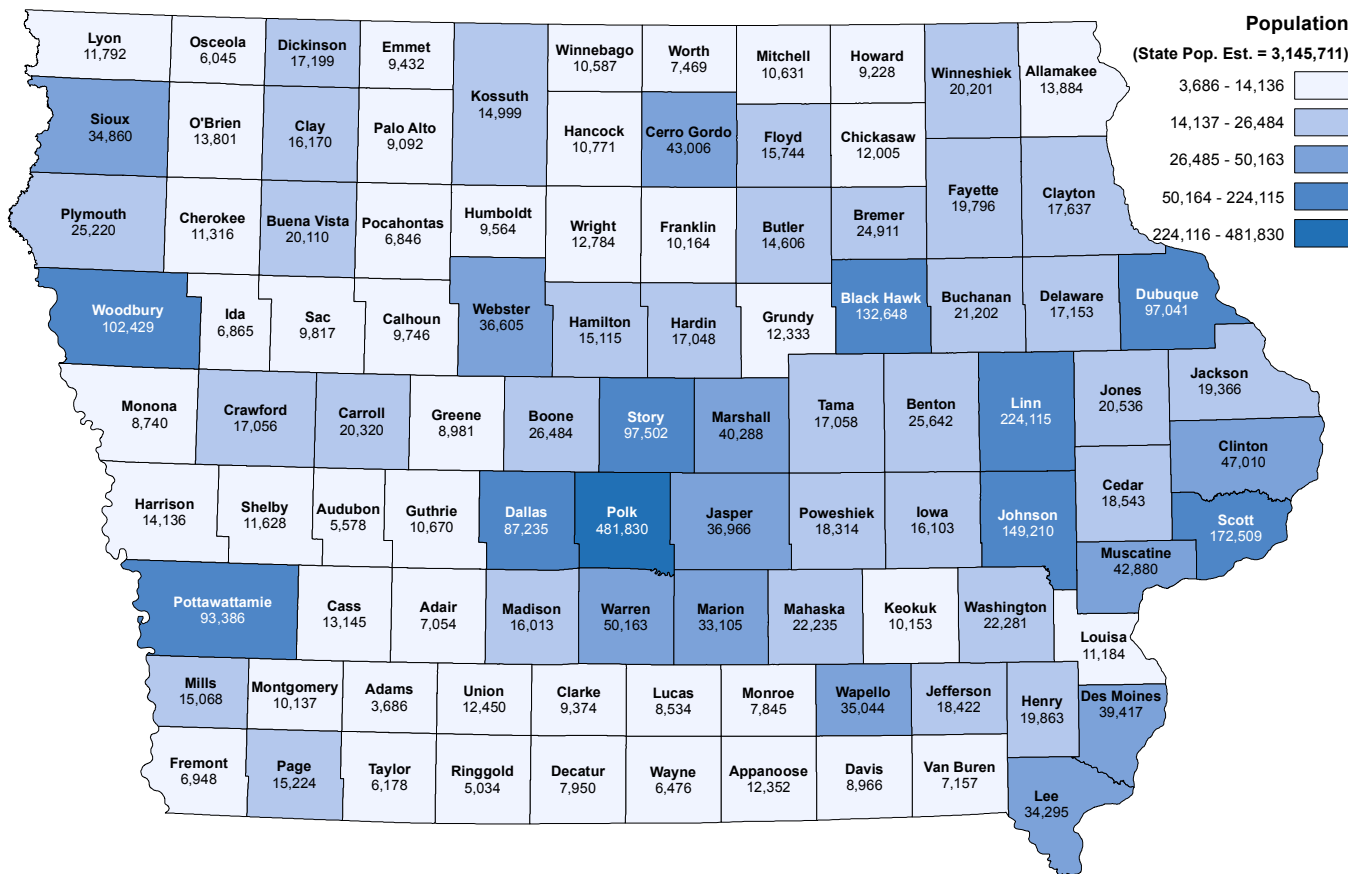 Population
(State Pop. Est. = 3,145,711)
3,686 - 14,136
14,137 - 26,484
26,485 - 50,163
50,164 - 224,115
224,116 - 481,830
Lyon
11,792
Osceola
6,045
Dickinson
17,199
Emmet
9,432
Kossuth
14,999
Winnebago
10,587
Worth
7,469
Mitchell
10,631
Howard
9,228
Winneshiek
20,201
Allamakee
13,884
Sioux
34,860
O'Brien
13,801
Clay
16,170
Palo Alto
9,092
Hancock
10,771
Cerro Gordo
43,006
Floyd
15,744
Chickasaw
12,005
Plymouth
25,220
Cherokee
11,316
Buena Vista
20,110
Pocahontas
6,846
Humboldt
9,564
Wright
12,784
Franklin
10,164
Butler
14,606
Bremer
24,911
Fayette
19,796
Clayton
17,637
Woodbury
102,429
Ida
6,865
Sac
9,817
Calhoun
9,746
Webster
36,605
Hamilton
15,115
Hardin
17,048
Grundy
12,333
Black Hawk
132,648
Buchanan
21,202
Delaware
17,153
Dubuque
97,041
Monona
8,740
Crawford
17,056
Carroll
20,320
Greene
8,981
Boone
26,484
Story
97,502
Marshall
40,288
Tama
17,058
Benton
25,642
Linn
224,115
Jones
20,536
Jackson
19,366
Clinton
47,010
Harrison
14,136
Shelby
11,628
Audubon
5,578
Guthrie
10,670
Dallas
87,235
Polk
481,830
Jasper
36,966
Poweshiek
18,314
Iowa
16,103
Johnson
149,210
Cedar
18,543
Scott
172,509
Muscatine
42,880
Pottawattamie
93,386
Cass
13,145
Adair
7,054
Madison
16,013
Warren
50,163
Marion
33,105
Mahaska
22,235
Keokuk
10,153
Washington
22,281
Louisa
11,184
Mills
15,068
Montgomery
10,137
Adams
3,686
Union
12,450
Clarke
9,374
Lucas
8,534
Monroe
7,845
Wapello
35,044
Jefferson
18,422
Henry
19,863
Des Moines
39,417
Fremont
6,948
Page
15,224
Taylor
6,178
Ringgold
5,034
Decatur
7,950
Wayne
6,476
Appanoose
12,352
Davis
8,966
Van Buren
7,157
Lee
34,295